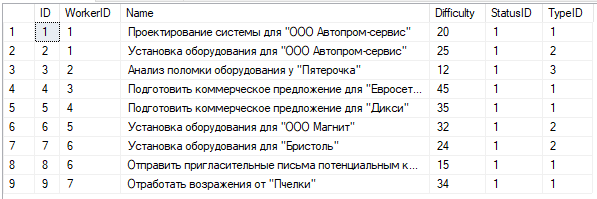 ID WorkerID Name Difficulty StatusID TypeID
1 1 1 Проектирование системы для "ООО Автопром-сервис" 20 1 1
2 2 1 Установка оборудования для "ООО Автопром-сервис" 25 1 2
3 3 2 Анализ поломки оборудования у "Пятерочка" 12 1 3
4 4 3 Подготовить коммерческое предложение для "Евросет... 45 1 1
5 5 4 Подготовить коммерческое предложение для "Дикси" 35 1 1
6 6 5 Установка оборудования для "ООО Магнит" 32 1 2
7 7 6 Установка оборудования для "Бристоль" 24 1 2
8 8 6 Отправить пригласительные письма потенциальным к... 15 1 1
9 9 7 Отработать возражения от "Пчелки" 34 1 1